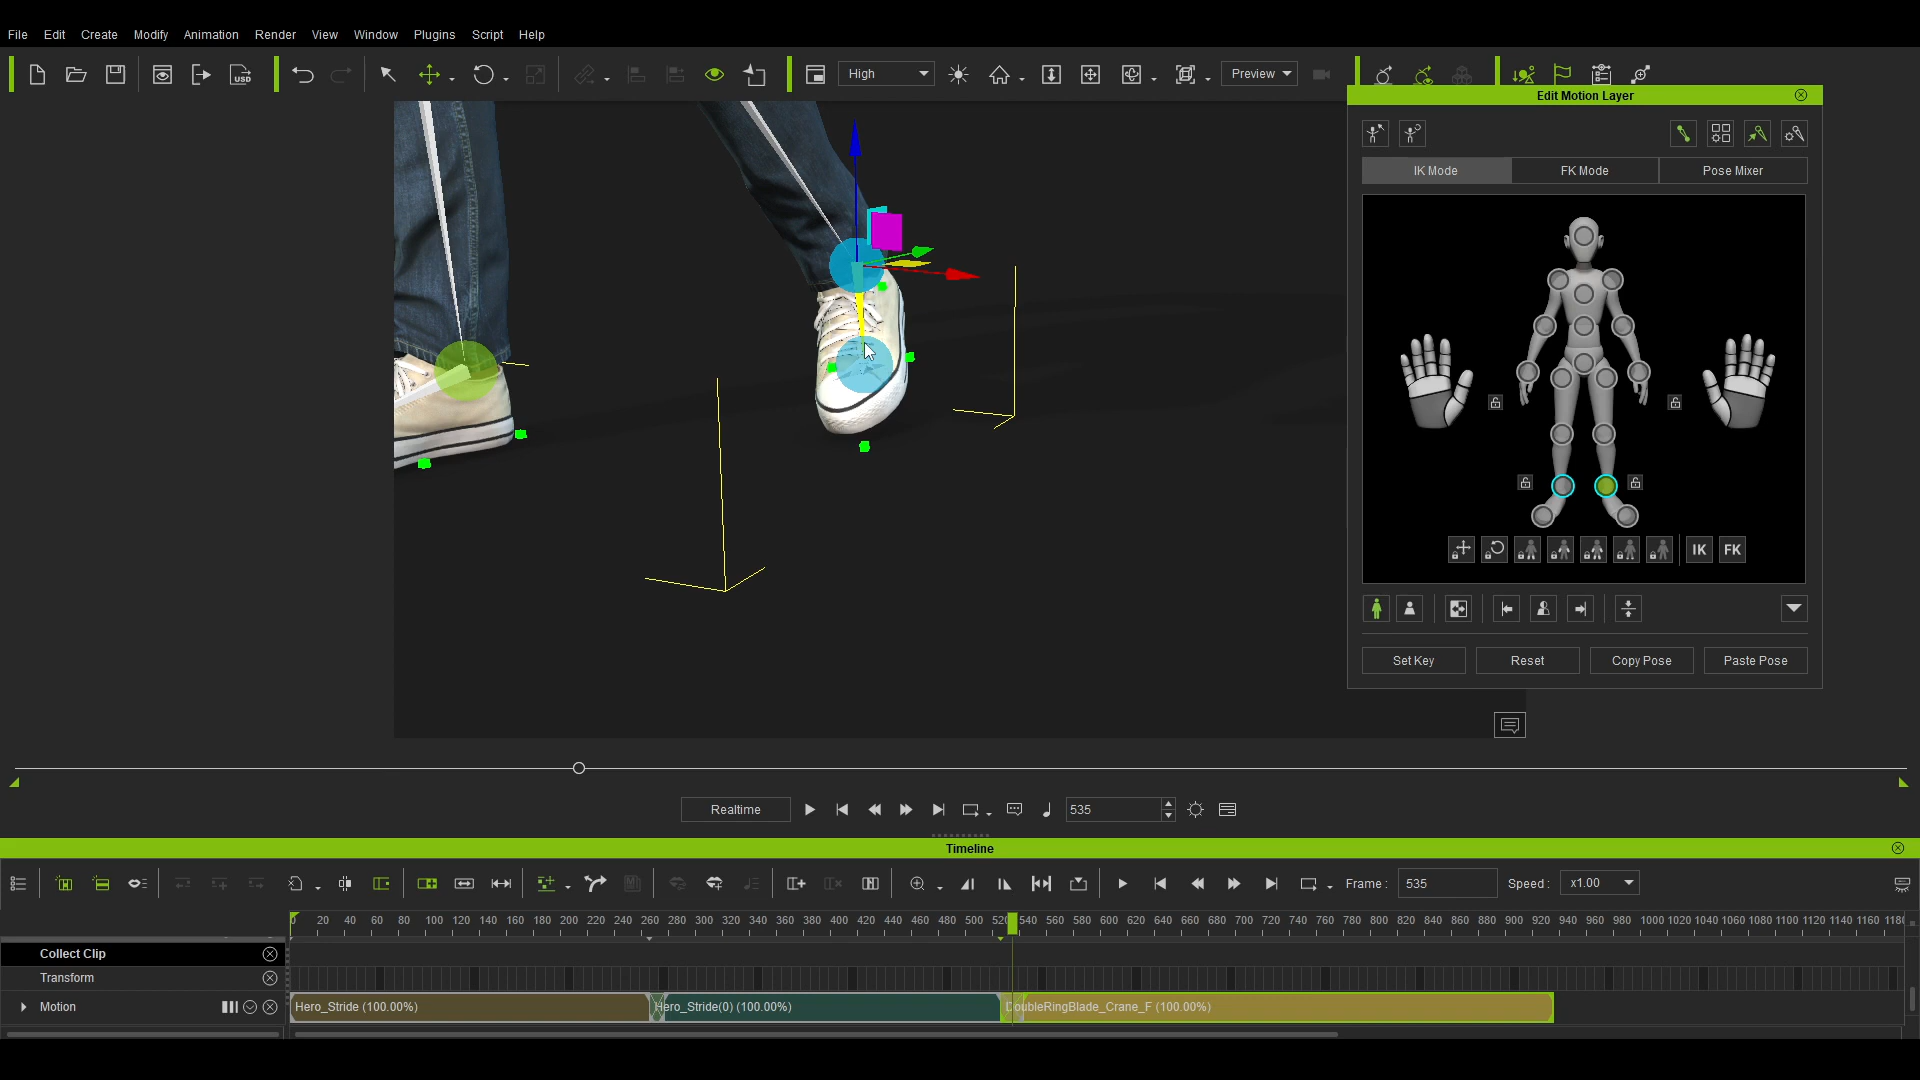 File Edit Create Modify Animation Render View Window Plugins Script Help
USD High Preview
Edit Motion Layer
IK Mode FK Mode Pose Mixer
IK FK
Set Key Reset Copy Pose Paste Pose
Realtime 535
Timeline
Frame : 535 Speed : x1.00
20 40 60 80 100 120 140 160 180 200 220 240 260 280 300 320 340 360 380 400 420 440 460 480 500 520 540 560 580 600 620 640 660 680 700 720 740 760 780 800 820 840 860 880 900 920 940 960 980 1000 1020 1040 1060 1080 1100 1120 1140 1160
Collect Clip
Transform
Motion Hero_Stride (100.00%) Hero_Stride(0) (100.00%) DoubleRingBlade_Crane_F (100.00%)